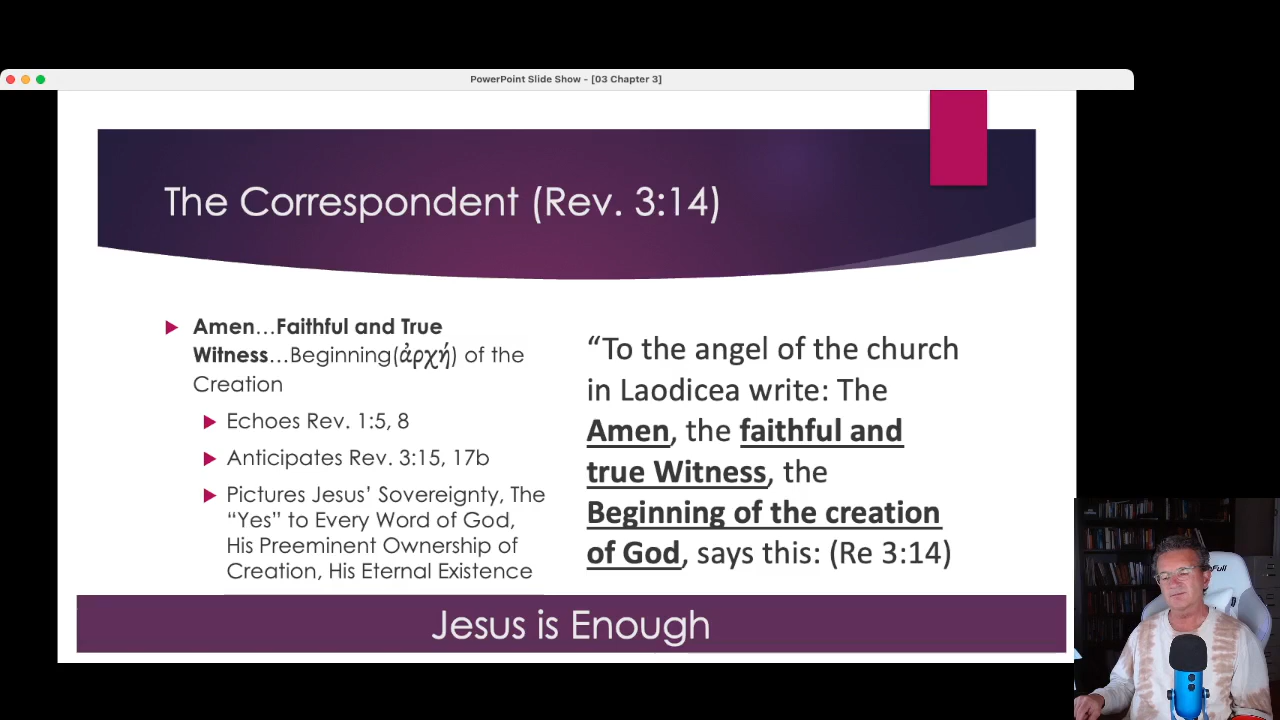 PowerPoint Slide Show - [03 Chapter 3]
The Correspondent (Rev. 3:14)
Amen…Faithful and True
Witness…Beginning(ἀρχή) of the
Creation
Echoes Rev. 1:5, 8
Anticipates Rev. 3:15, 17b
Pictures Jesus’ Sovereignty, The
“Yes” to Every Word of God,
His Preeminent Ownership of
Creation, His Eternal Existence
“To the angel of the church
in Laodicea write: The
Amen, the faithful and
true Witness, the
Beginning of the creation
of God, says this: (Re 3:14)
Jesus is Enough